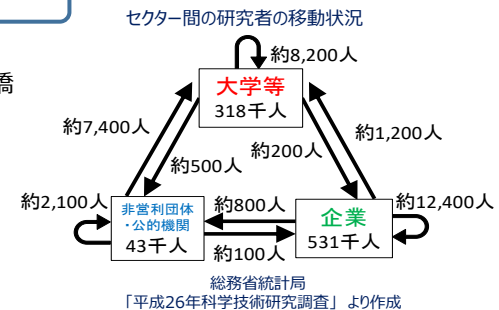 セクター間の研究者の移動状況
橋
約8,200人
大学等
318千人
約7,400人
約1,200人
約500人
約200人
約2,100人
非営利団体
・公的機関
43千人
約800人
約100人
企業
531千人
約12,400人
総務省統計局
「平成26年科学技術研究調査」より作成